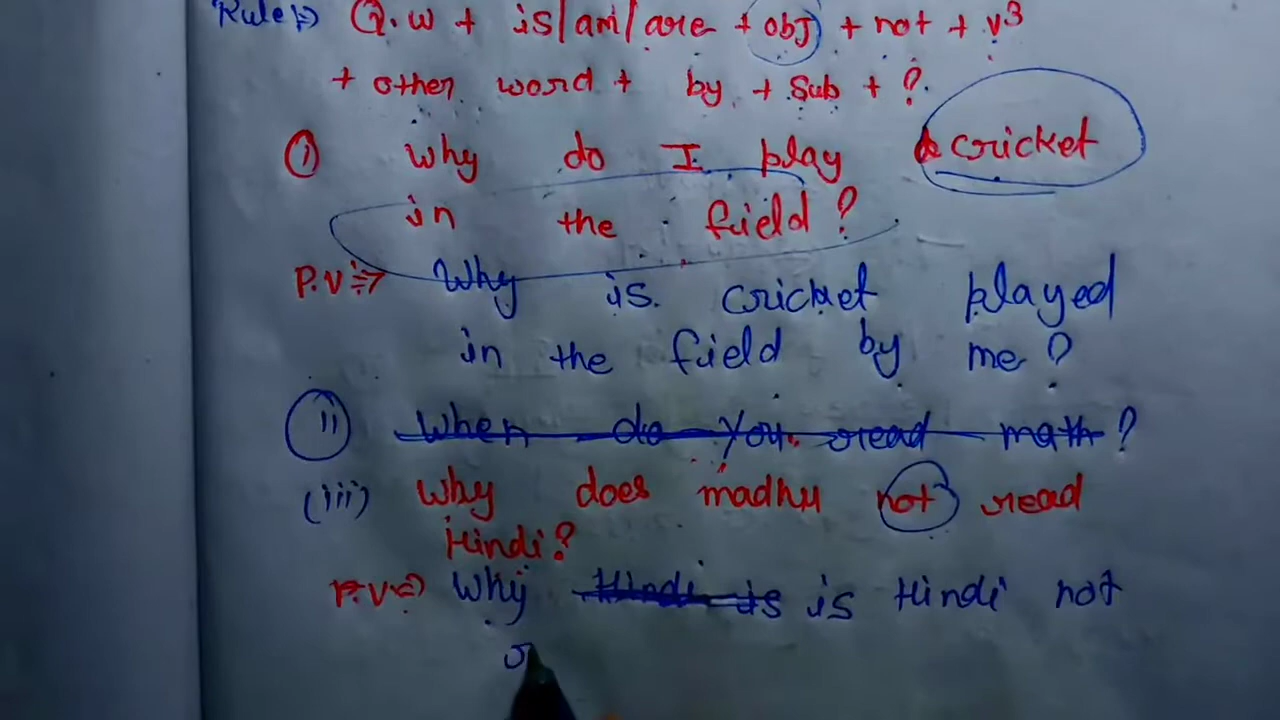 Rule:⇒ Q.W + is/am/are + obj + not + v³
+ other word + by + Sub + ?
(i) Why do I play cricket
in the field?
P.V ⇒ Why is cricket played
in the field by me?
(ii) When do you read math?
(iii) Why does madhu not read
Hindi?
P.V ⇒ Why Hindi is is Hindi not